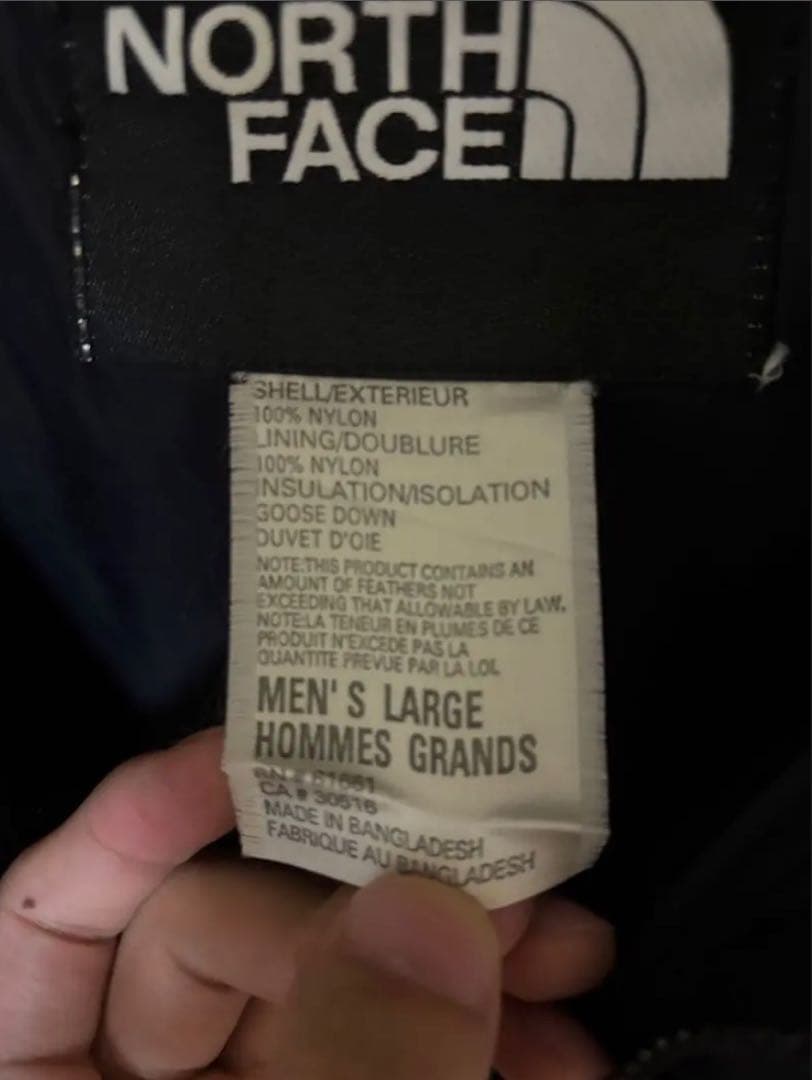 NORTH
FACE
SHELL/EXTERIEUR
100% NYLON
LINING/DOUBLURE
100% NYLON
INSULATION/ISOLATION
GOOSE DOWN
DUVET D'OIE
NOTE:THIS PRODUCT CONTAINS AN
AMOUNT OF FEATHERS NOT
EXCEEDING THAT ALLOWABLE BY LAW.
NOTE:LA TENEUR EN PLUMES DE CE
PRODUIT N'EXCEDE PAS LA
QUANTITE PREVUE PAR LA LOI.
MEN'S LARGE
HOMMES GRANDS
RN # 61661
CA # 30516
MADE IN BANGLADESH
FABRIQUE AU BANGLADESH